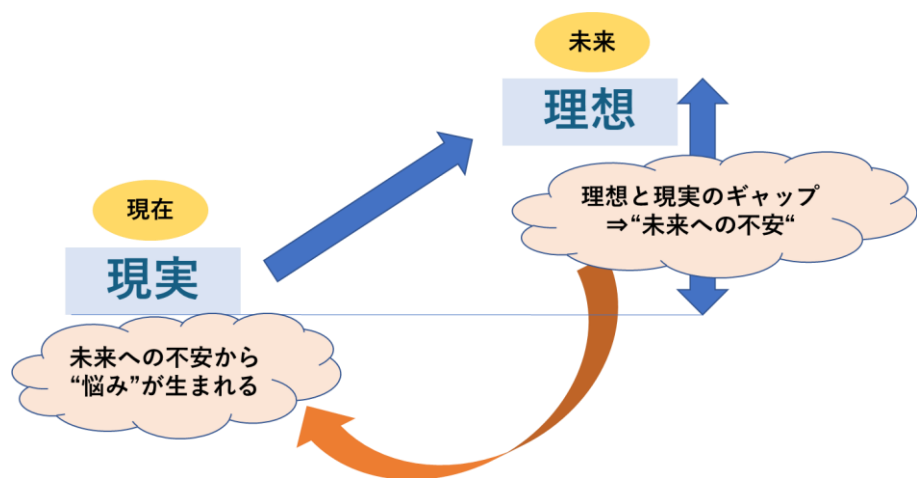 未来
理想
理想と現実のギャップ
⇒“未来への不安“
現在
現実
未来への不安から
“悩み”が生まれる